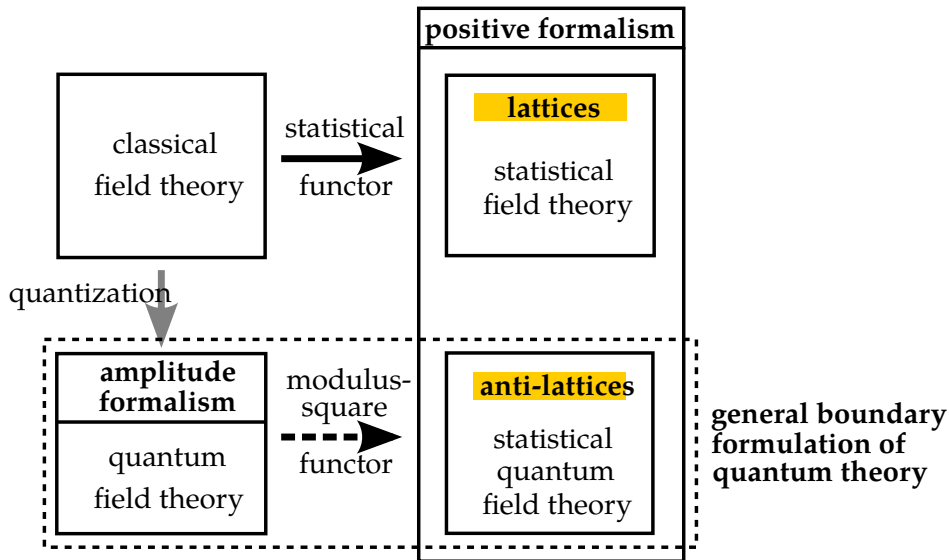 positive formalism
classical
field theory
statistical
functor
lattices
statistical
field theory
quantization
amplitude
formalism
quantum
field theory
modulus-
square
functor
anti-lattices
statistical
quantum
field theory
general boundary
formulation of
quantum theory